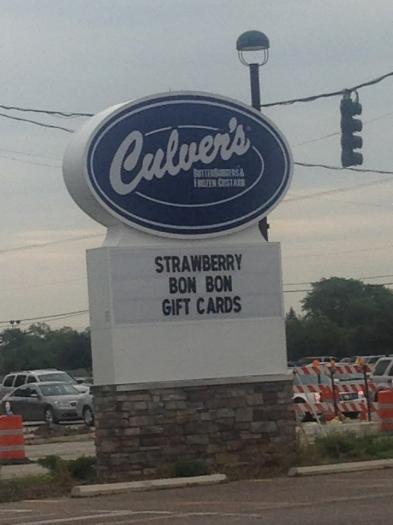 Culver's
ButterBurgers &
Frozen Custard
STRAWBERRY
BON BON
GIFT CARDS